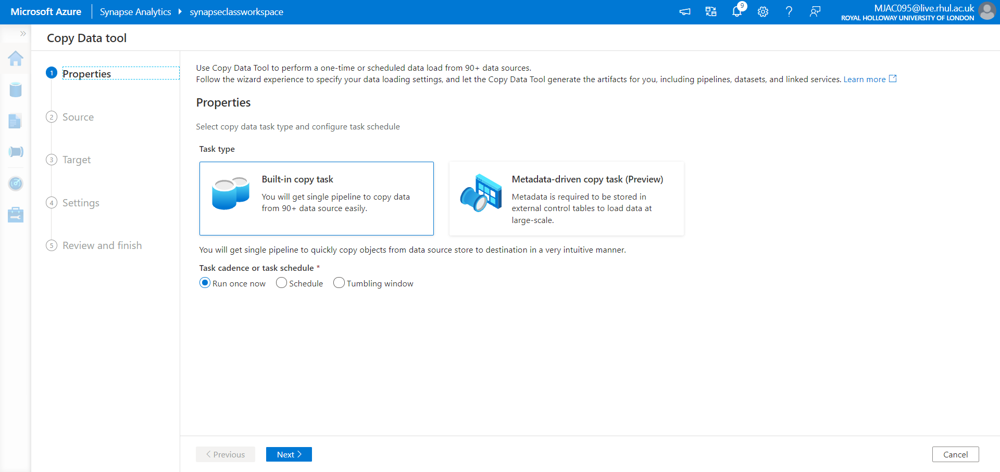 Microsoft Azure
Synapse Analytics
synapseclassworkspace
9
MJAC095@live.rhul.ac.uk
ROYAL HOLLOWAY UNIVERSITY OF LONDON
Copy Data tool
1 Properties
2 Source
3 Target
4 Settings
5 Review and finish
Use Copy Data Tool to perform a one-time or scheduled data load from 90+ data sources.
Follow the wizard experience to specify your data loading settings, and let the Copy Data Tool generate the artifacts for you, including pipelines, datasets, and linked services. Learn more
Properties
Select copy data task type and configure task schedule
Task type
Built-in copy task
You will get single pipeline to copy data
from 90+ data source easily.
Metadata-driven copy task (Preview)
Metadata is required to be stored in
external control tables to load data at
large-scale.
You will get single pipeline to quickly copy objects from data source store to destination in a very intuitive manner.
Task cadence or task schedule *
Run once now
Schedule
Tumbling window
< Previous
Next >
Cancel